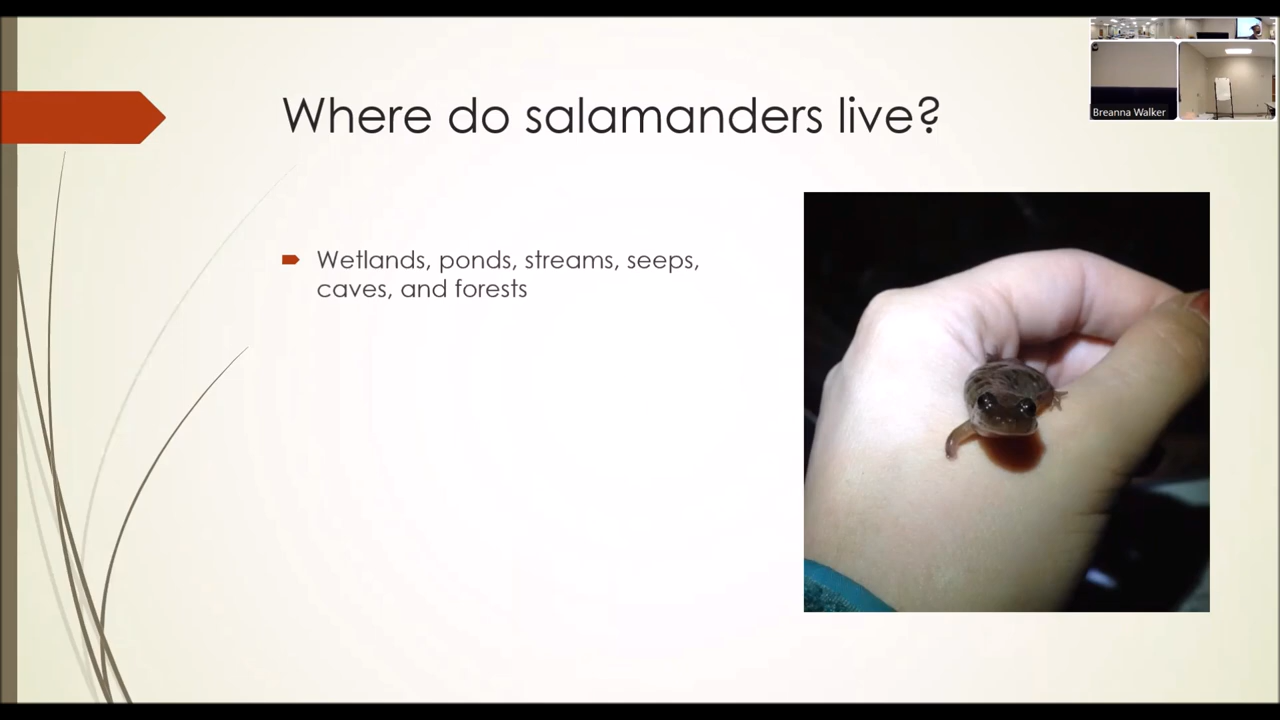 Where do salamanders live?
Wetlands, ponds, streams, seeps,
caves, and forests
Breanna Walker